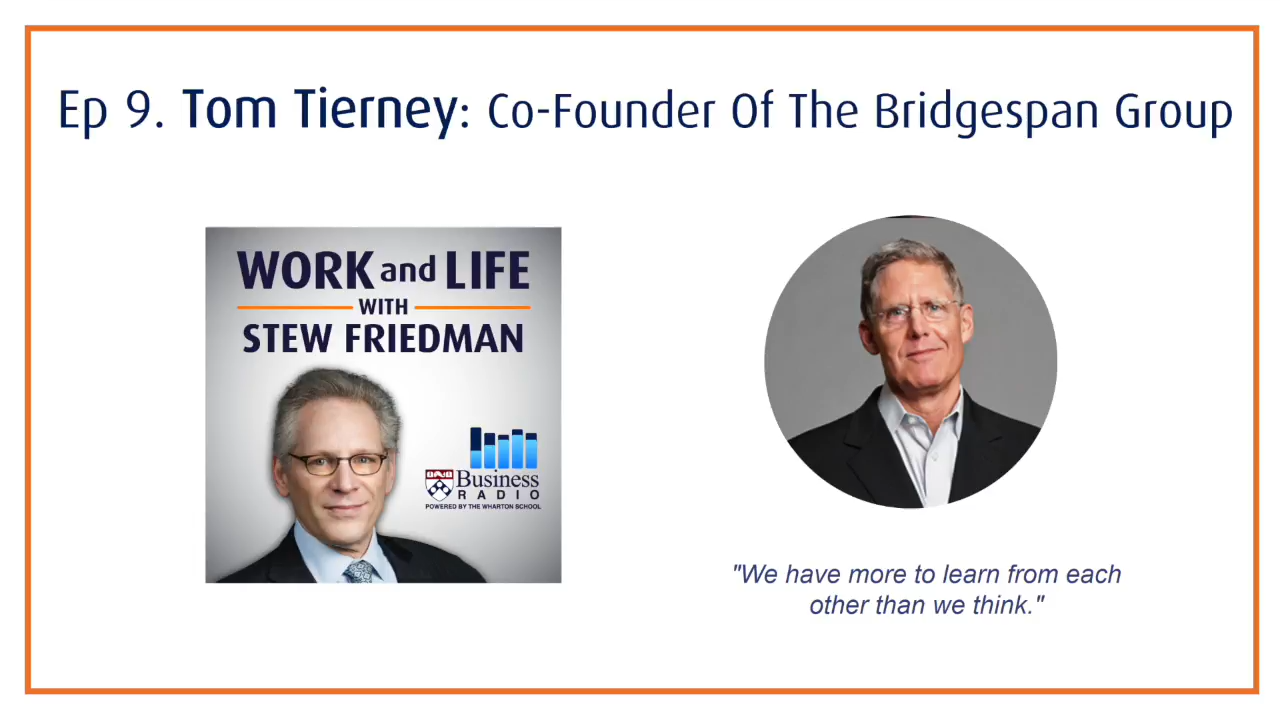 Ep 9. Tom Tierney: Co-Founder Of The Bridgespan Group
WORK and LIFE
WITH
STEW FRIEDMAN
Business
RADIO
POWERED BY THE WHARTON SCHOOL
"We have more to learn from each
other than we think."